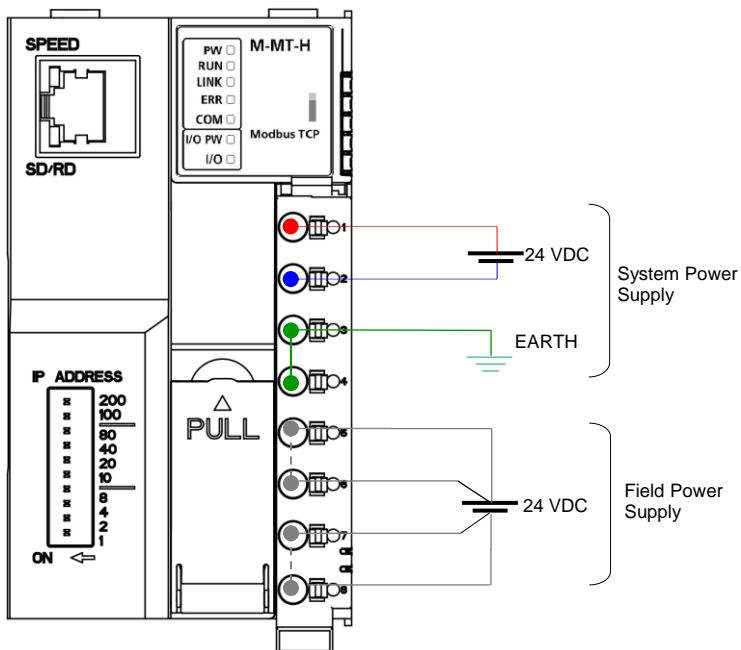 SPEED
SD/RD
PW
RUN
LINK
ERR
COM
I/O PW
I/O
M-MT-H
Modbus TCP
1
2
3
4
5
6
7
8
24 VDC
System Power
Supply
EARTH
24 VDC
Field Power
Supply
PULL
IP ADDRESS
200
100
80
40
20
10
8
4
2
1
ON